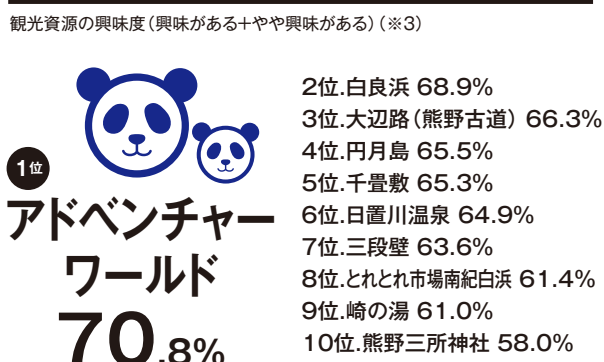 観光資源の興味度（興味がある＋やや興味がある）（※3）
1位
アドベンチャー
ワールド
70.8%
2位.白良浜 68.9%
3位.大辺路（熊野古道） 66.3%
4位.円月島 65.5%
5位.千畳敷 65.3%
6位.日置川温泉 64.9%
7位.三段壁 63.6%
8位.とれとれ市場南紀白浜 61.4%
9位.崎の湯 61.0%
10位.熊野三所神社 58.0%